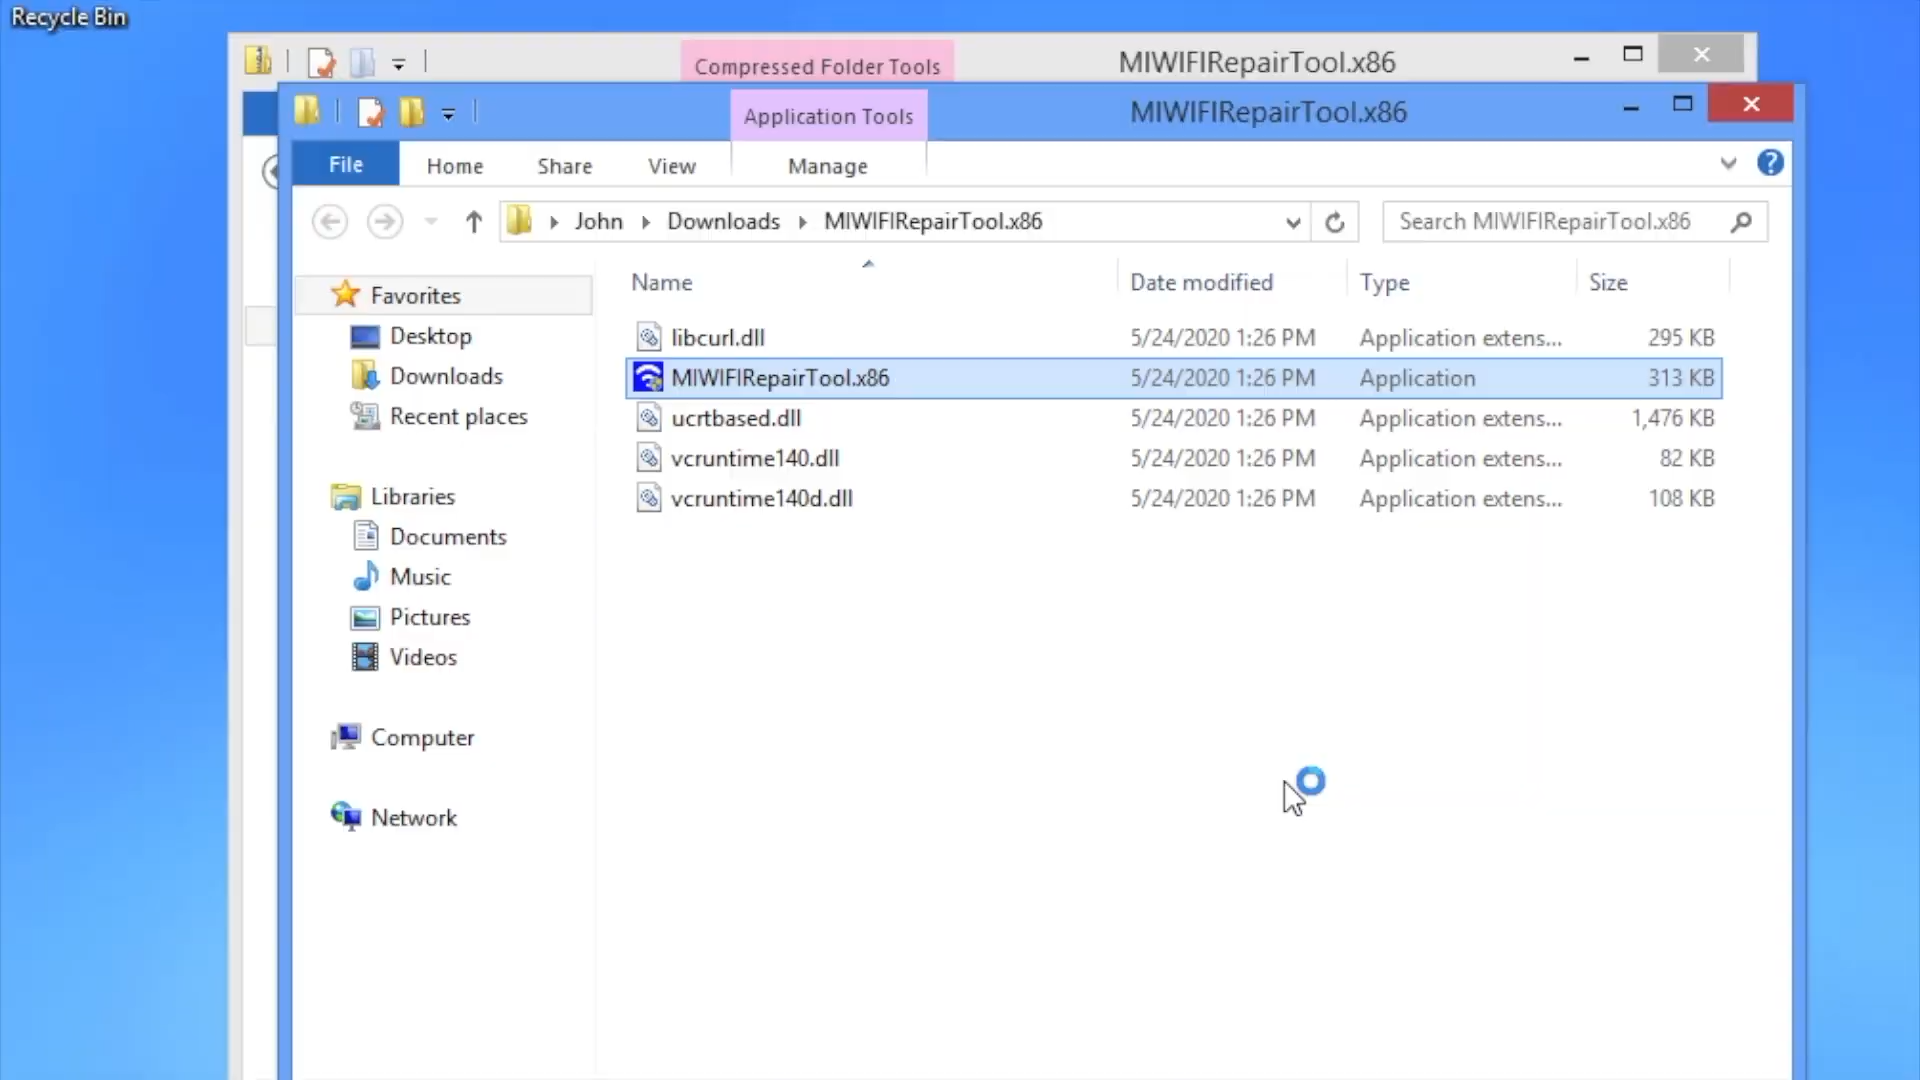 Recycle Bin
Compressed Folder Tools
MIWIFIRepairTool.x86
Application Tools
MIWIFIRepairTool.x86
File
Home
Share
View
Manage
John
Downloads
MIWIFIRepairTool.x86
Search MIWIFIRepairTool.x86
Name
Date modified
Type
Size
Favorites
Desktop
Downloads
Recent places
Libraries
Documents
Music
Pictures
Videos
Computer
Network
libcurl.dll 5/24/2020 1:26 PM Application extens... 295 KB
MIWIFIRepairTool.x86 5/24/2020 1:26 PM Application 313 KB
ucrtbased.dll 5/24/2020 1:26 PM Application extens... 1,476 KB
vcruntime140.dll 5/24/2020 1:26 PM Application extens... 82 KB
vcruntime140d.dll 5/24/2020 1:26 PM Application extens... 108 KB